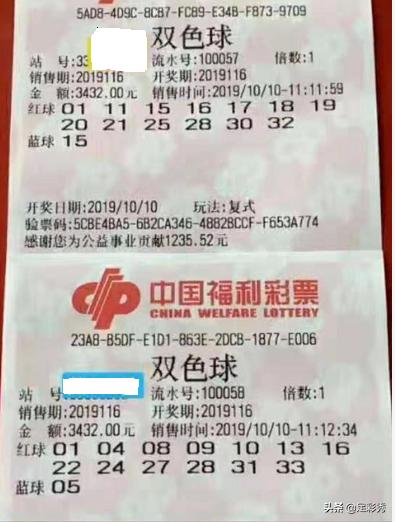 5AD8-4D9C-8CB7-FC89-E34B-F873-9709
双色球
站 号:33 流水号:100057 倍数:1
销售期:2019116 开奖期:2019116
金 额:3432.00元 销售时间:2019/10/10-11:11:59
红球 01 11 15 16 17 18 19
20 21 25 28 30 32
蓝球 15
开奖日期:2019/10/10 玩法:复式
验票码:5CBE4BA5-6B2CA346-4882BCCF-F653A774
感谢您为公益事业贡献1235.52元
中国福利彩票
CHINA WELFARE LOTTERY
23A8-B5DF-E1D1-863E-2DCB-1877-E006
双色球
站 号 流水号:100058 倍数:1
销售期:2019116 开奖期:2019116
金 额:3432.00元 销售时间:2019/10/10-11:12:34
红球 01 04 08 09 10 13 16
22 24 27 28 31 33
蓝球 05
头条 @定彩秀